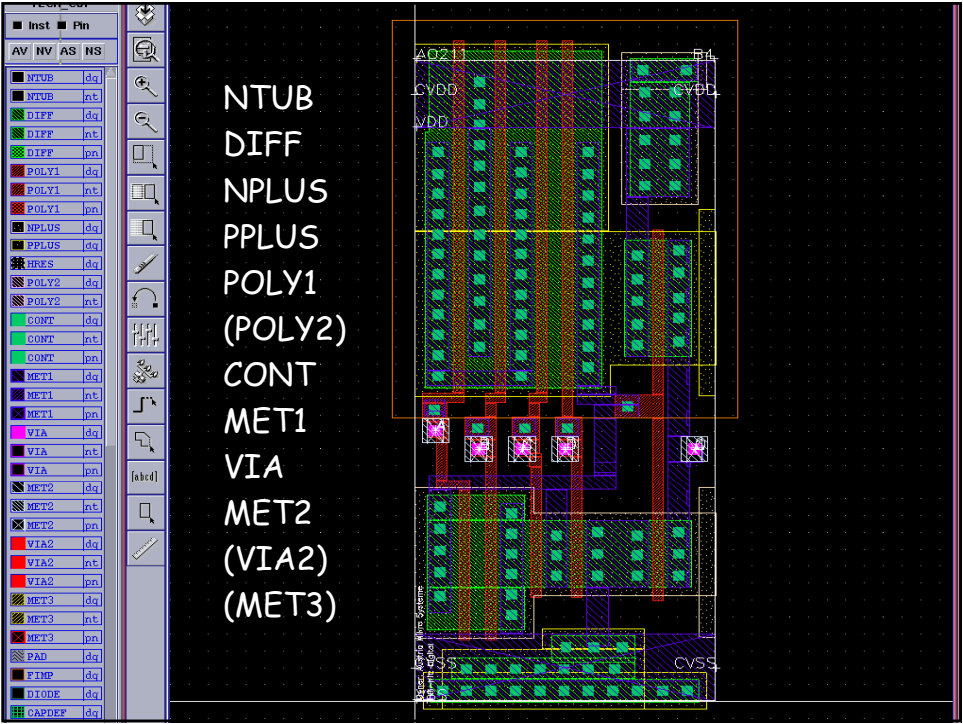 TECH_CUP
Inst Pin
AV NV AS NS
NTUB dg
NTUB nt
DIFF dg
DIFF nt
DIFF pn
POLY1 dg
POLY1 nt
POLY1 pn
NPLUS dg
PPLUS dg
HRES dg
POLY2 dg
POLY2 nt
CONT dg
CONT nt
CONT pn
MET1 dg
MET1 nt
MET1 pn
VIA dg
VIA nt
VIA pn
MET2 dg
MET2 nt
MET2 pn
VIA2 dg
VIA2 nt
VIA2 pn
MET3 dg
MET3 nt
MET3 pn
PAD dg
FIMP dg
DIODE dg
CAPDEF dg
[abcd]
NTUB
DIFF
NPLUS
PPLUS
POLY1
(POLY2)
CONT
MET1
VIA
MET2
(VIA2)
(MET3)
AO211
B4
CVDD
CVDD
VDD
A
B
C
D
Q
CVSS